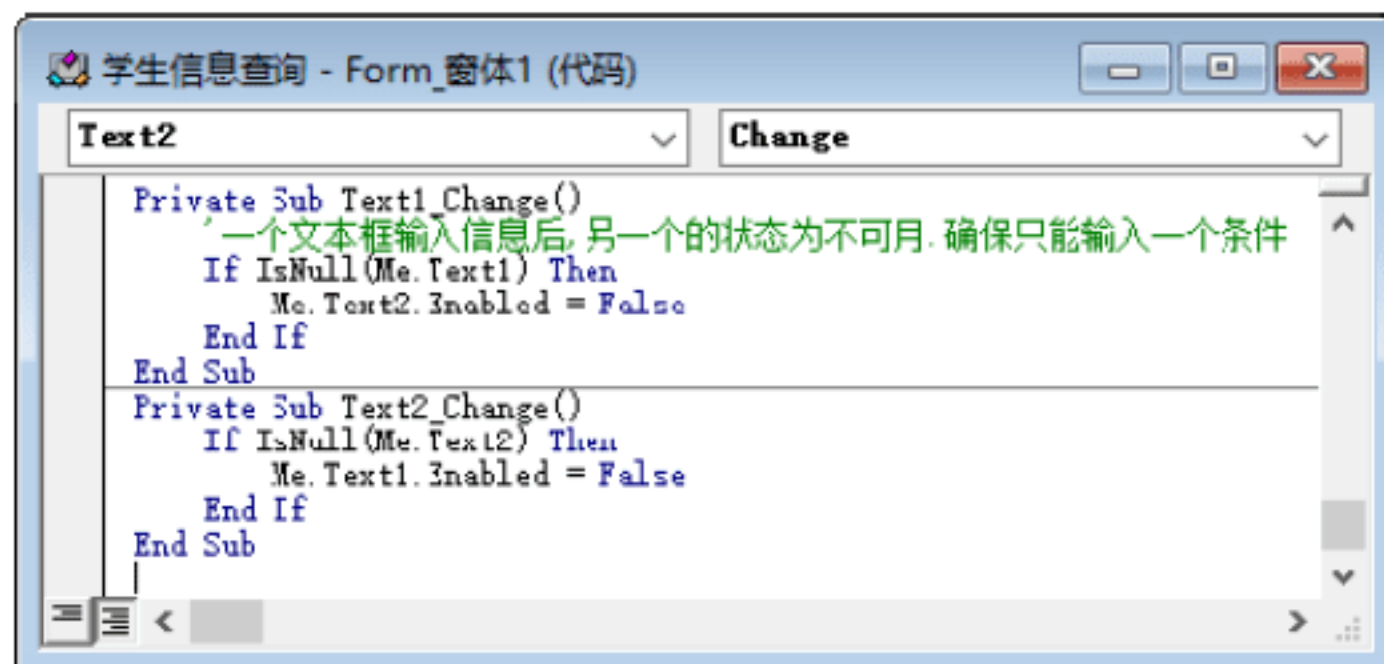 学生信息查询 - Form_窗体1 (代码)
Text2 Change
Private Sub Text1_Change()
'一个文本框输入信息后,另一个的状态为不可用.确保只能输入一个条件
If IsNull(Me.Text1) Then
Me.Text2.Enabled = False
End If
End Sub
Private Sub Text2_Change()
If IsNull(Me.Text2) Then
Me.Text1.Enabled = False
End If
End Sub